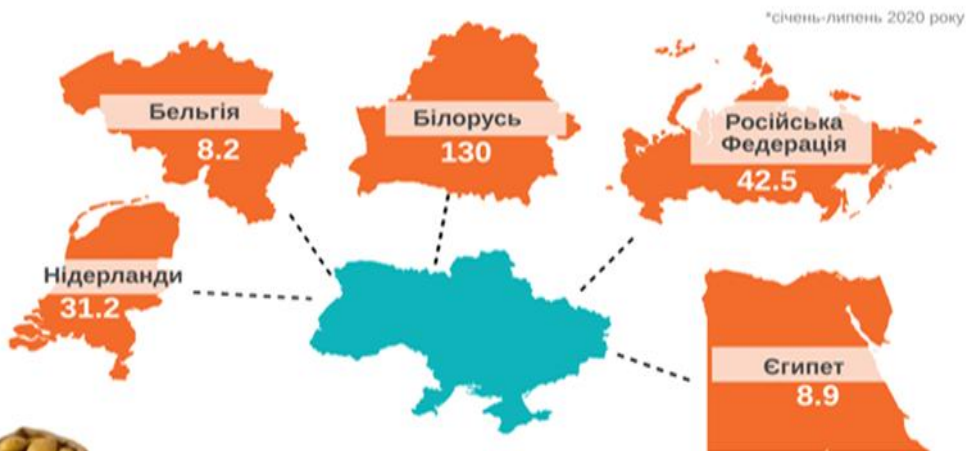 *січень-липень 2020 року
Бельгія
8.2
Білорусь
130
Російська
Федерація
42.5
Нідерланди
31.2
Єгипет
8.9